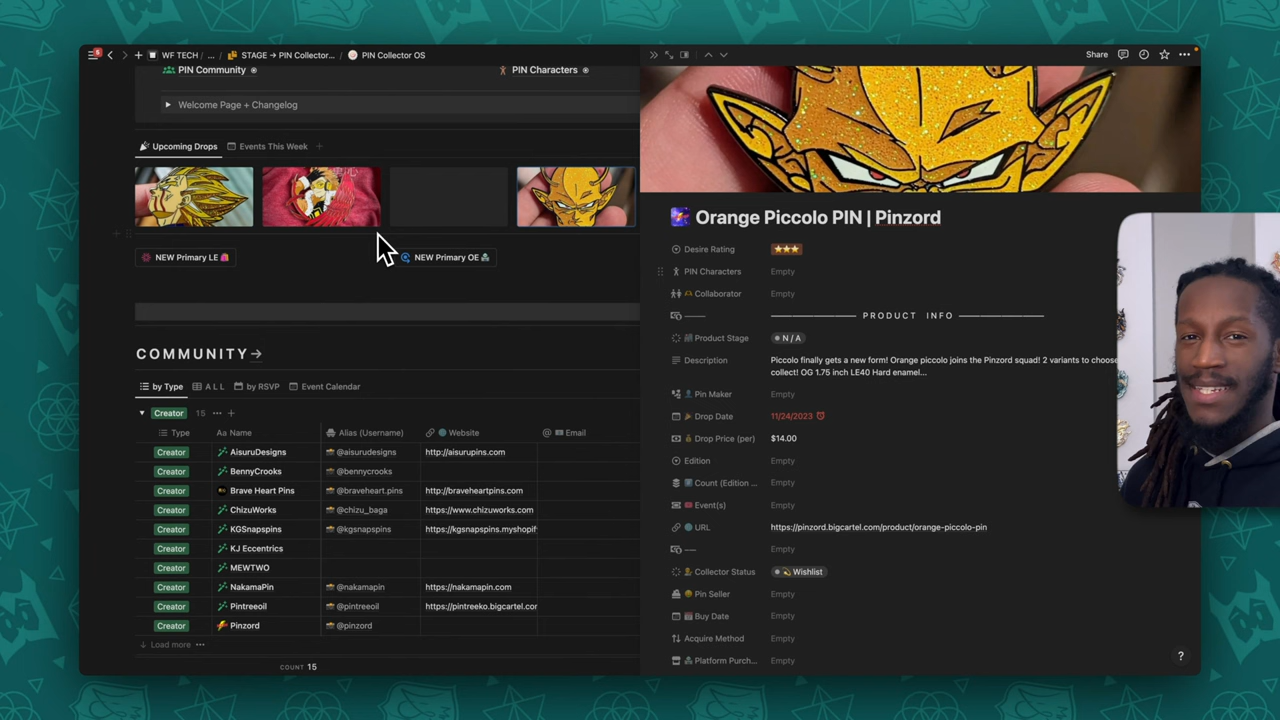 5
WF TECH / ... / STAGE → PIN Collector... / PIN Collector OS
PIN Community
PIN Characters
Welcome Page + Changelog
Upcoming Drops
Events This Week
NEW Primary LE
NEW Primary OE
COMMUNITY→
by Type
ALL
by RSVP
Event Calendar
Creator 15
Type Aa Name Alias (Username) Website @ Email
Creator AisuruDesigns @aisurudesigns http://aisurupins.com
Creator BennyCrooks @bennycrooks
Creator Brave Heart Pins @braveheart.pins http://braveheartpins.com
Creator ChizuWorks @chizu_baga https://www.chizuworks.com
Creator KGSnapspins @kgsnapspins https://kgsnapspins.myshopif
Creator KJ Eccentrics
Creator MEWTWO
Creator NakamaPin @nakamapin https://nakamapin.com
Creator Pintreeoil @pintreeoil https://pintreeko.bigcartel.cor
Creator Pinzord @pinzord
Load more
COUNT 15
Share
Orange Piccolo PIN | Pinzord
Desire Rating
PIN Characters Empty
Collaborator Empty
PRODUCT INFO
Product Stage N/A
Description Piccolo finally gets a new form! Orange piccolo joins the Pinzord squad! 2 variants to choose
collect! OG 1.75 inch LE40 Hard enamel...
Pin Maker Empty
Drop Date 11/24/2023
Drop Price (per) $14.00
Edition Empty
Count (Edition ... Empty
Event(s) Empty
URL https://pinzord.bigcartel.com/product/orange-piccolo-pin
Empty
Collector Status Wishlist
Pin Seller Empty
Buy Date Empty
Acquire Method Empty
Platform Purch... Empty
?